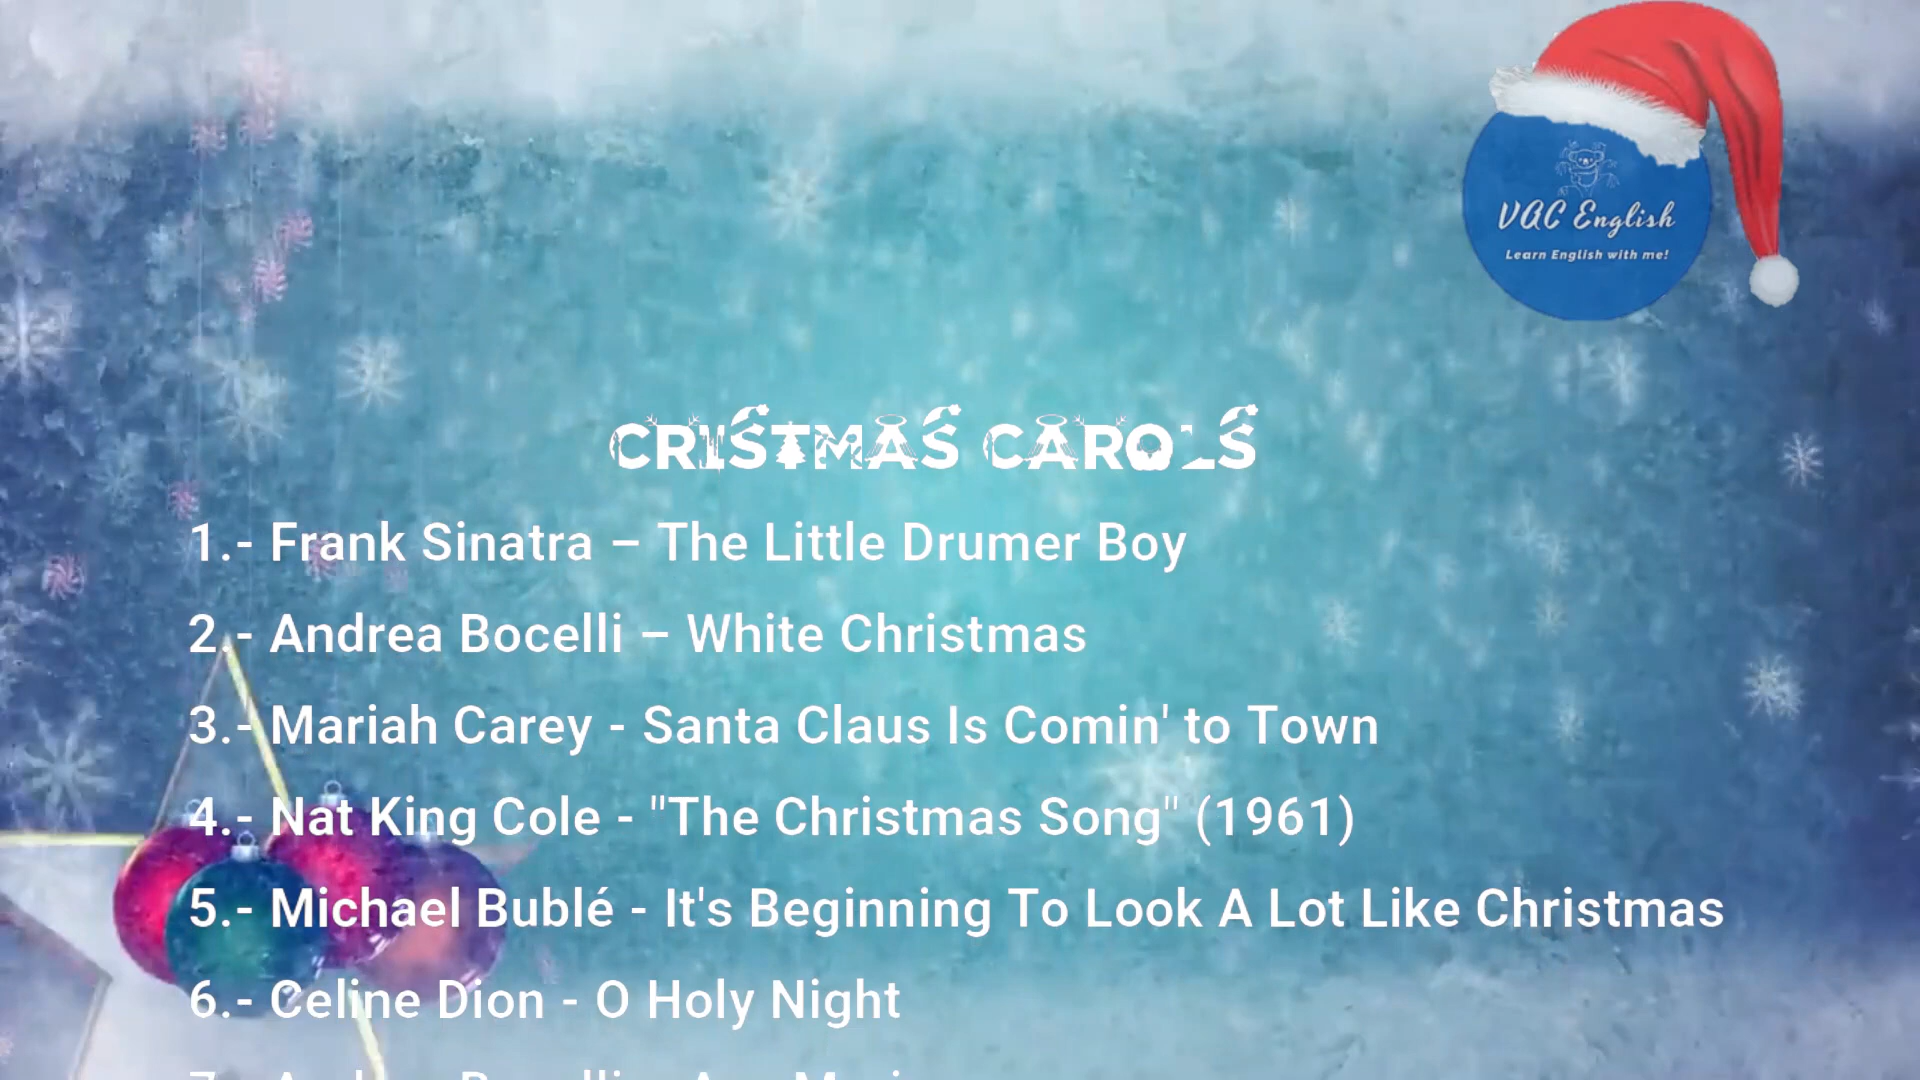 VGC English
Learn English with me!
CRISTMAS CAROLS
1.- Frank Sinatra – The Little Drumer Boy
2.- Andrea Bocelli – White Christmas
3.- Mariah Carey - Santa Claus Is Comin' to Town
4.- Nat King Cole - "The Christmas Song" (1961)
5.- Michael Bublé - It's Beginning To Look A Lot Like Christmas
6.- Celine Dion - O Holy Night